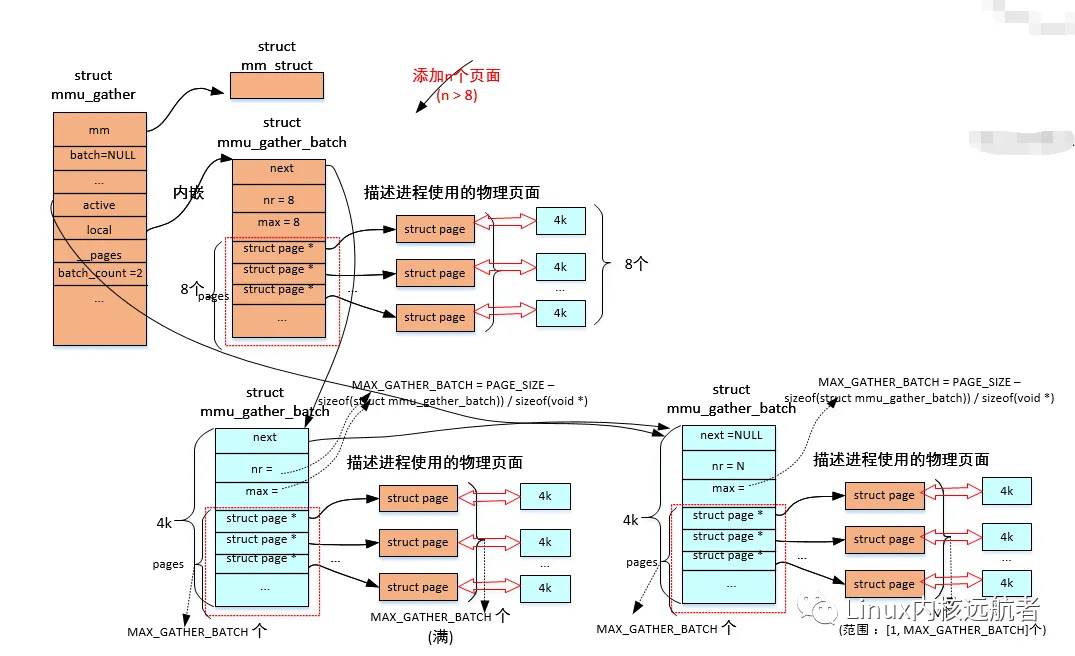 struct
mm_struct
添加n个页面
(n > 8)
struct
mmu_gather
mm
batch=NULL
...
active
local
__pages
batch_count =2
...
内嵌
struct
mmu_gather_batch
next
nr = 8
max = 8
struct page *
struct page *
struct page *
...
8个
pages
描述进程使用的物理页面
struct page
struct page
...
struct page
4k
4k
...
4k
8个
struct
mmu_gather_batch
MAX_GATHER_BATCH = PAGE_SIZE –
sizeof(struct mmu_gather_batch)) / sizeof(void *)
next
nr =
max =
struct page *
struct page *
struct page *
...
4k
pages
MAX_GATHER_BATCH 个
描述进程使用的物理页面
struct page
struct page
...
struct page
4k
4k
...
4k
MAX_GATHER_BATCH 个
(满)
struct
mmu_gather_batch
MAX_GATHER_BATCH = PAGE_SIZE –
sizeof(struct mmu_gather_batch)) / sizeof(void *)
next =NULL
nr = N
max =
struct page *
struct page *
struct page *
...
4k
pages
MAX_GATHER_BATCH 个
描述进程使用的物理页面
struct page
struct page
...
struct page
4k
4k
...
4k
Linux内核远航者
(范围 : [1, MAX_GATHER_BATCH]个)